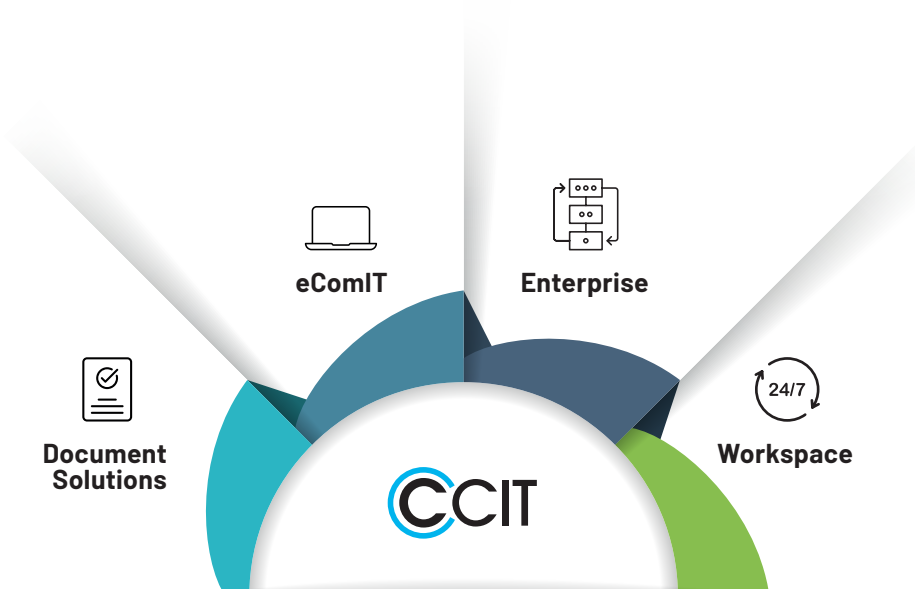 eComIT
Enterprise
24/7
Document
Solutions
Workspace
CCIT